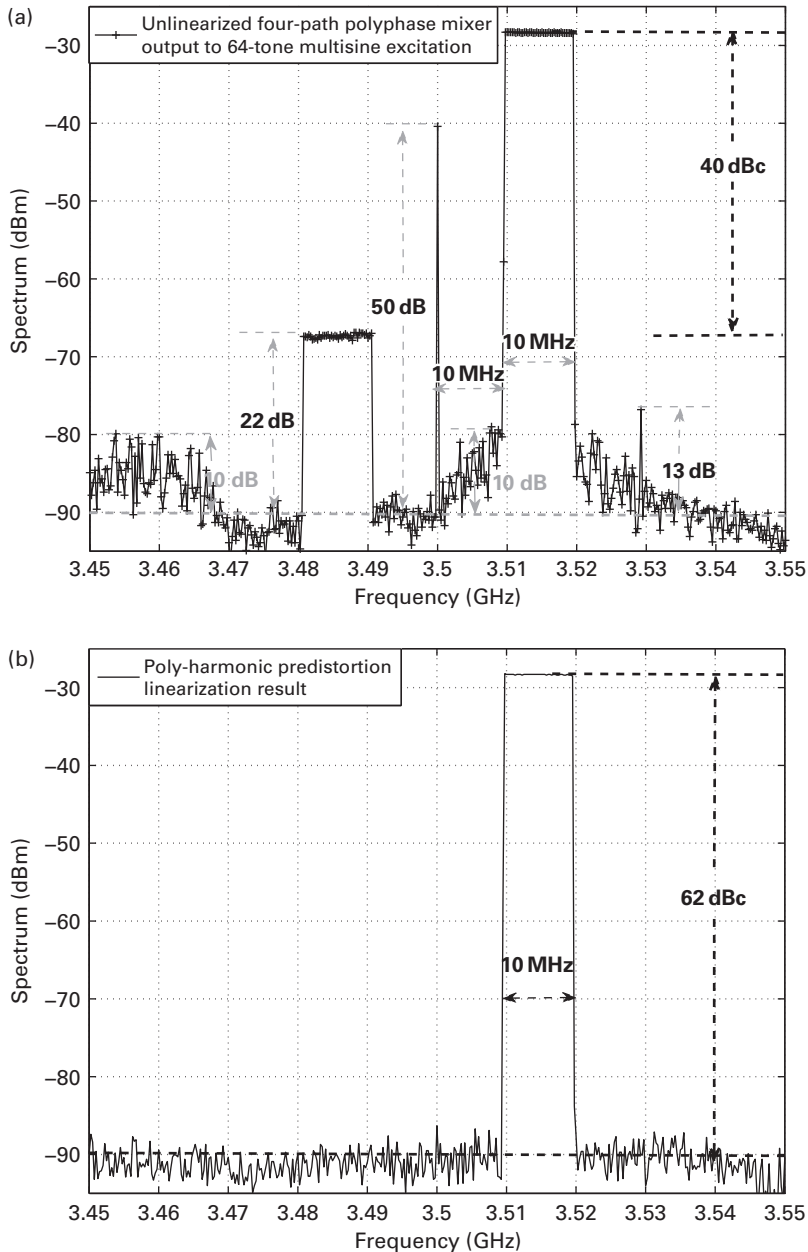 (a)
Unlinearized four-path polyphase mixer
output to 64-tone multisine excitation
−30
−40
−50
−60
−70
−80
−90
Spectrum (dBm)
40 dBc
50 dB
10 MHz
10 MHz
22 dB
10 dB
10 dB
13 dB
3.45
3.46
3.47
3.48
3.49
3.5
3.51
3.52
3.53
3.54
3.55
Frequency (GHz)
(b)
Poly-harmonic predistortion
linearization result
−30
−40
−50
−60
−70
−80
−90
Spectrum (dBm)
62 dBc
10 MHz
3.45
3.46
3.47
3.48
3.49
3.5
3.51
3.52
3.53
3.54
3.55
Frequency (GHz)